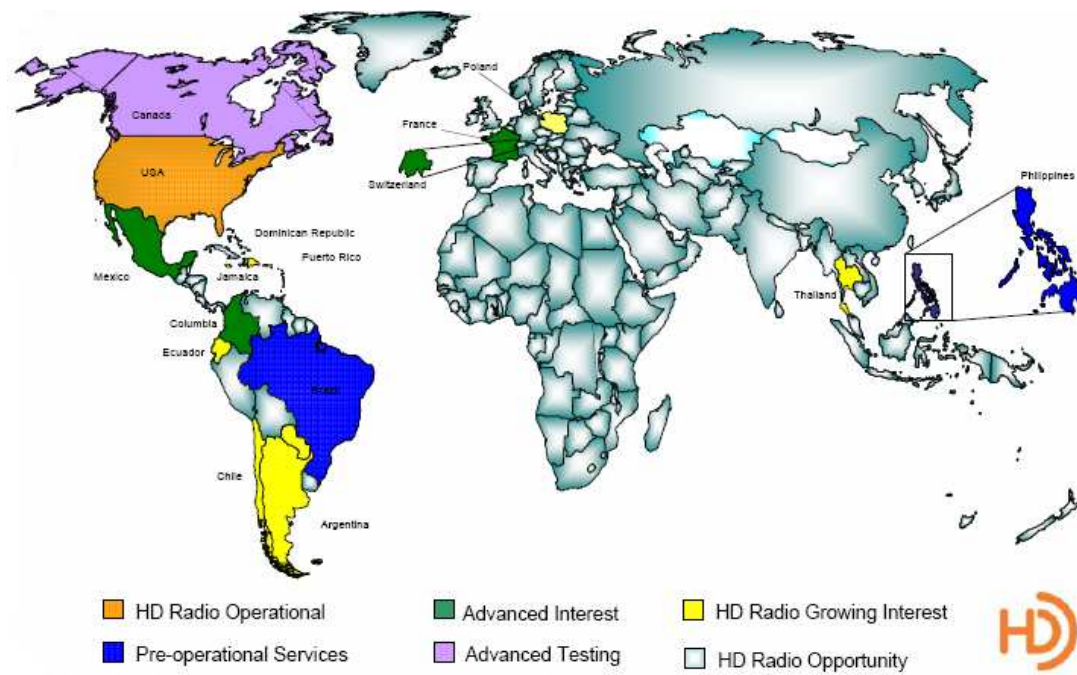 Poland
Canada
France
USA
Switzerland
Philippines
Dominican Republic
Puerto Rico
Mexico
Jamaica
Thailand
Columbia
Ecuador
Brazil
Chile
Argentina
HD Radio Operational
Advanced Interest
HD Radio Growing Interest
Pre-operational Services
Advanced Testing
HD Radio Opportunity
HD